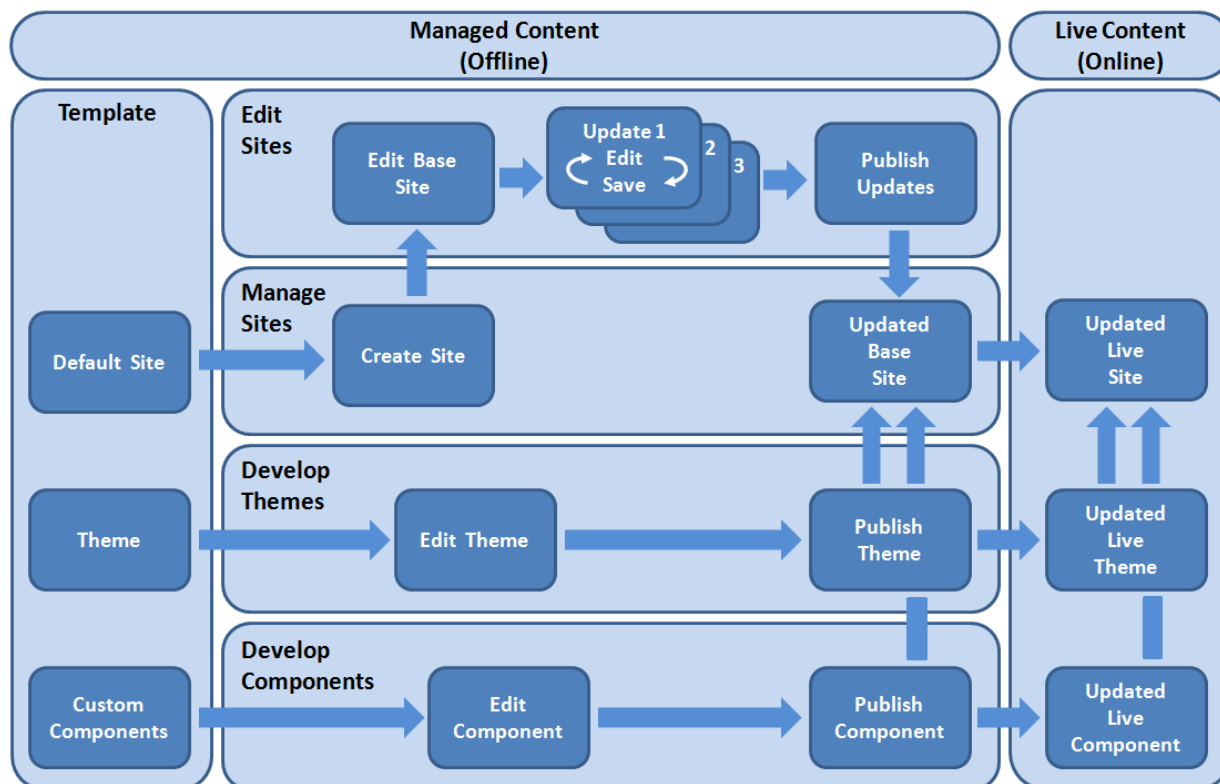 Managed Content
(Offline)
Live Content
(Online)
Template
Edit
Sites
Edit Base
Site
Update 1
Edit
Save
2
3
Publish
Updates
Manage
Sites
Default Site
Create Site
Updated
Base
Site
Updated
Live
Site
Develop
Themes
Theme
Edit Theme
Publish
Theme
Updated
Live
Theme
Develop
Components
Custom
Components
Edit
Component
Publish
Component
Updated
Live
Component